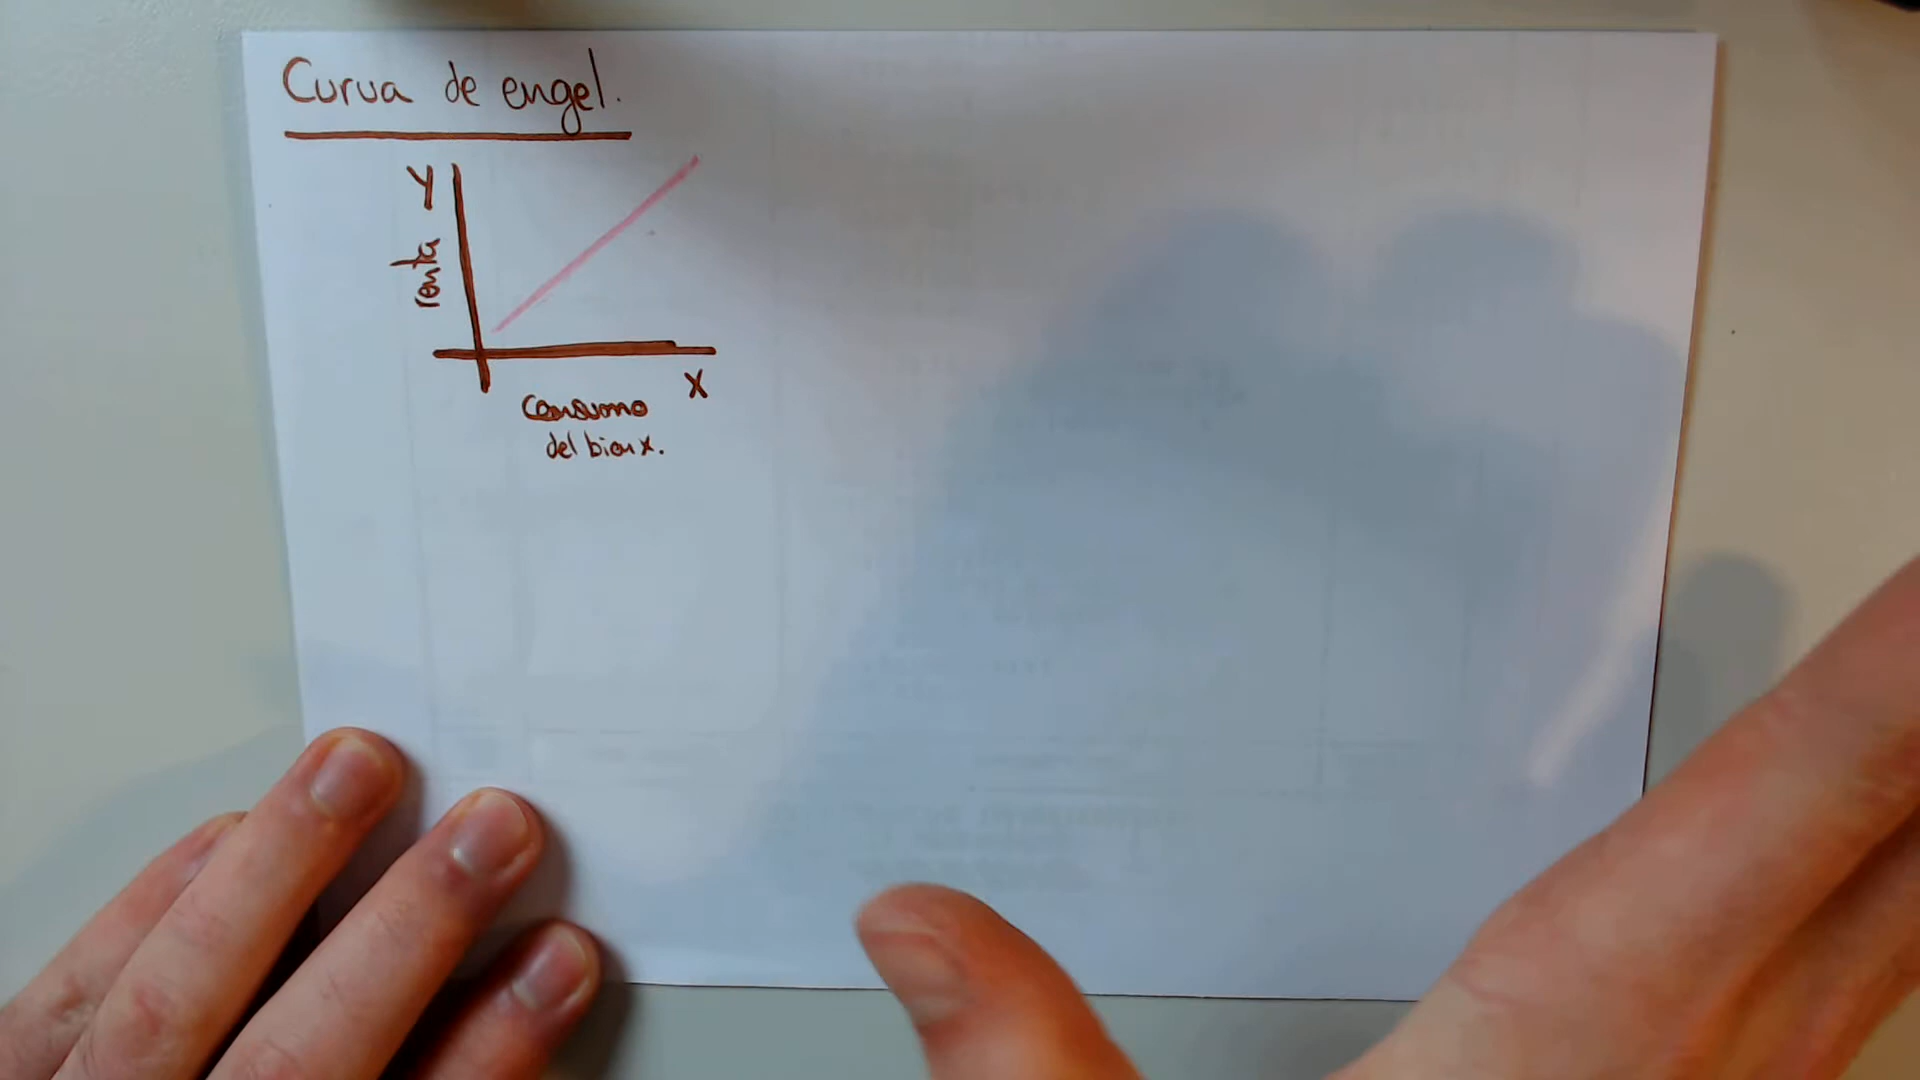 Curva de engel.
Y
renta
X
Consumo
del bien x.